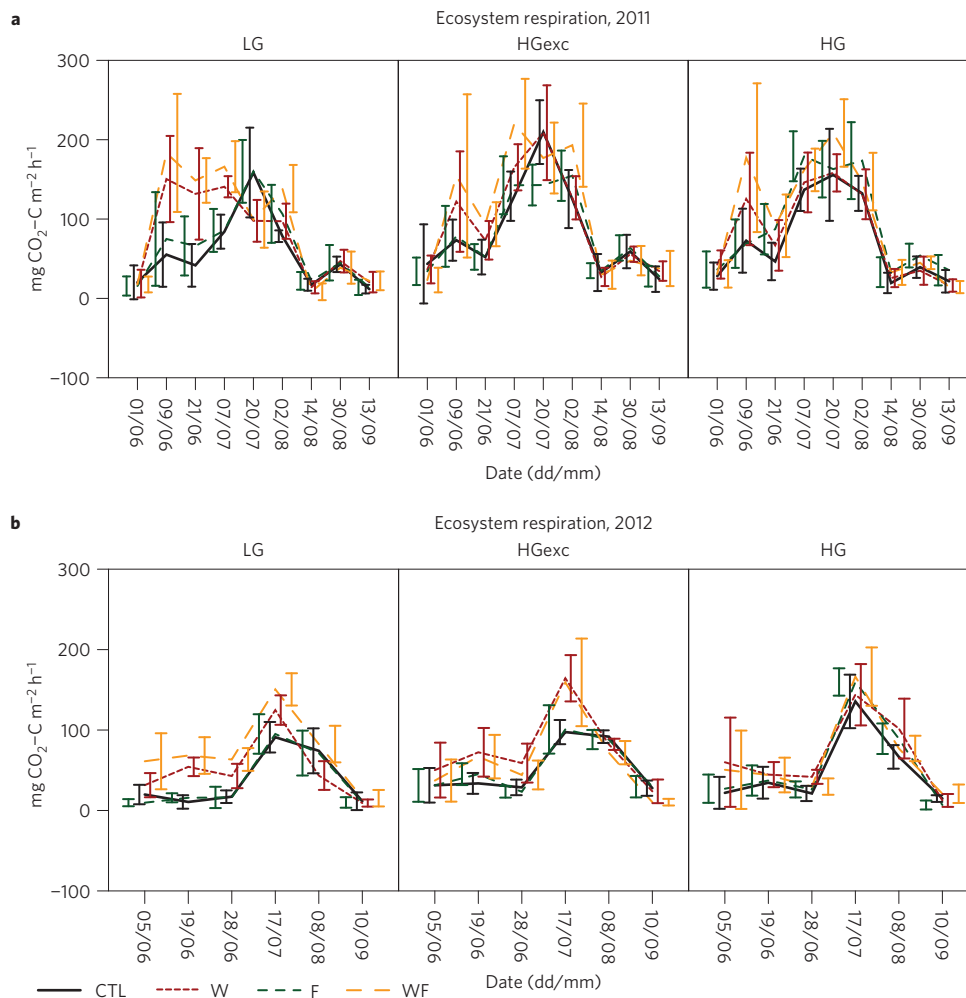 a
Ecosystem respiration, 2011
LG HGexc HG
300
200
100
0
−100
mg CO₂−C m⁻² h⁻¹
01/06 09/06 21/06 07/07 20/07 02/08 14/08 30/08 13/09 01/06 09/06 21/06 07/07 20/07 02/08 14/08 30/08 13/09 01/06 09/06 21/06 07/07 20/07 02/08 14/08 30/08 13/09
Date (dd/mm)
b
Ecosystem respiration, 2012
LG HGexc HG
300
200
100
0
−100
mg CO₂−C m⁻² h⁻¹
05/06 19/06 28/06 17/07 08/08 10/09 05/06 19/06 28/06 17/07 08/08 10/09 05/06 19/06 28/06 17/07 08/08 10/09
Date (dd/mm)
CTL W F WF